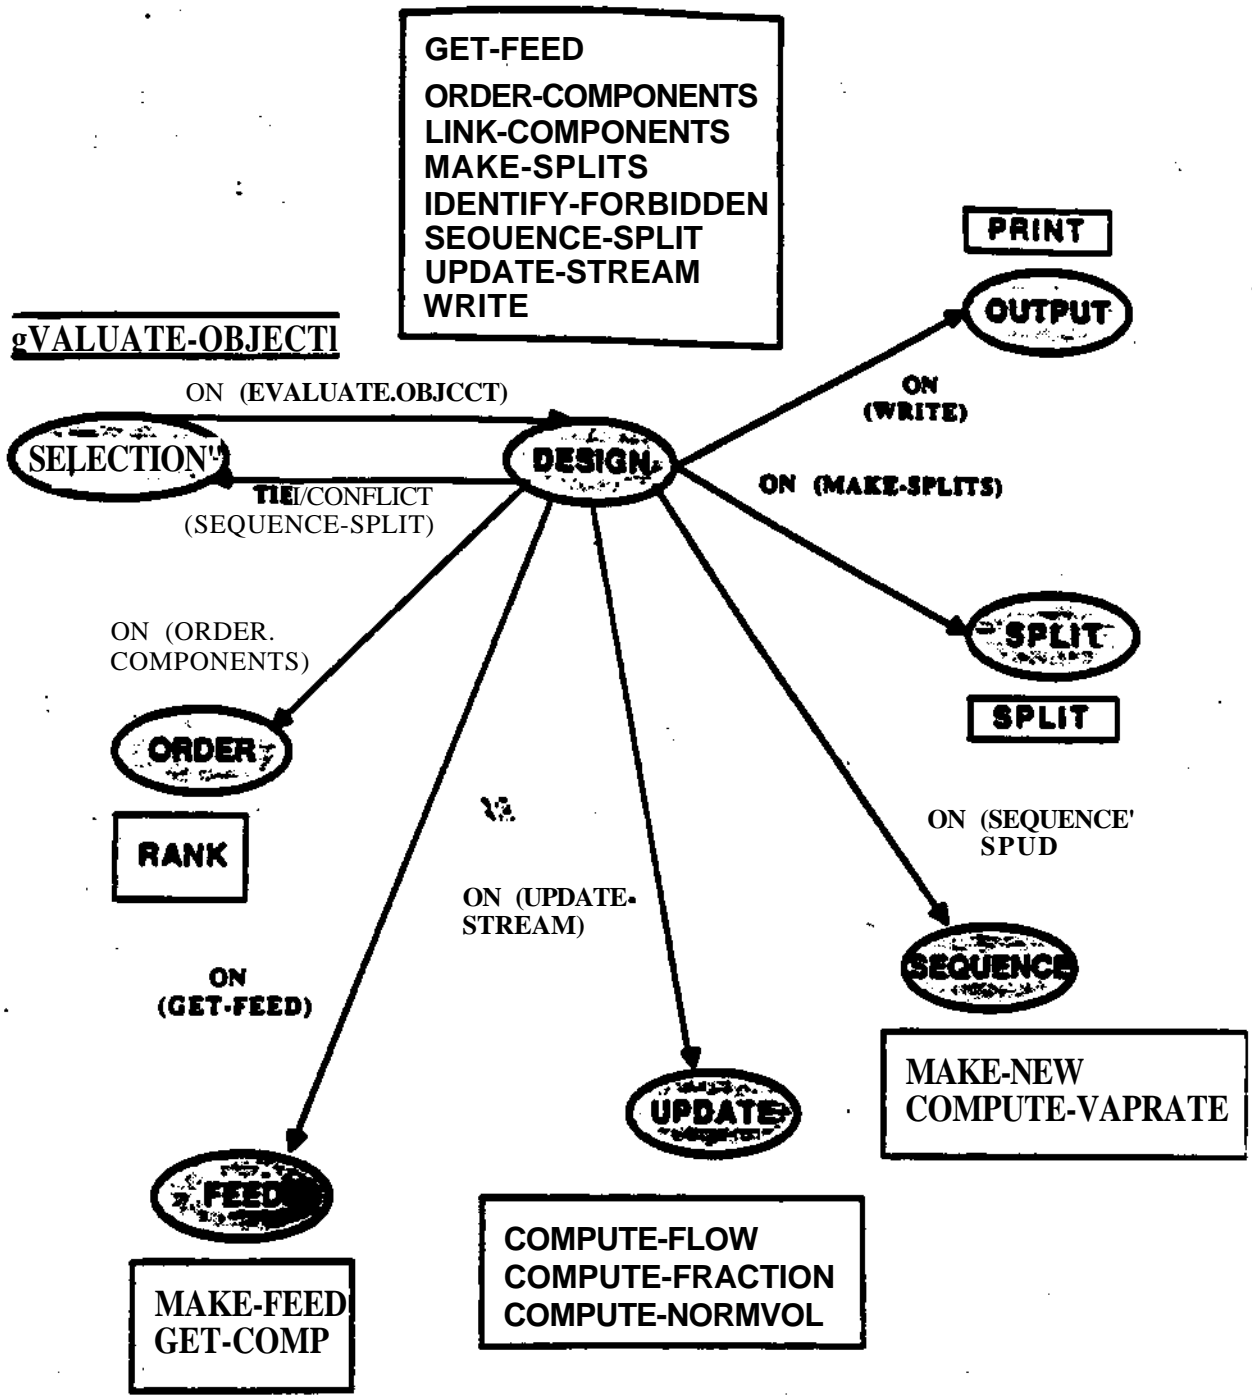 GET-FEED
ORDER-COMPONENTS
LINK-COMPONENTS
MAKE-SPLITS
IDENTIFY-FORBIDDEN
SEOUENCE-SPLIT
UPDATE-STREAM
WRITE
PRINT
OUTPUT
gVALUATE-OBJECTl
ON (EVALUATE.OBJCCT)
ON
(WRITE)
SELECTION"
DESIGN
ON (MAKE-SPLITS)
TIEI/CONFLICT
(SEQUENCE-SPLIT)
ON (ORDER.
COMPONENTS)
SPLIT
SPLIT
ORDER
RANK
ON (SEQUENCE'
SPUD
ON (UPDATE-
STREAM)
ON
(GET-FEED)
SEQUENCE
MAKE-NEW
COMPUTE-VAPRATE
UPDATE
FEED
COMPUTE-FLOW
COMPUTE-FRACTION
COMPUTE-NORMVOL
MAKE-FEED
GET-COMP